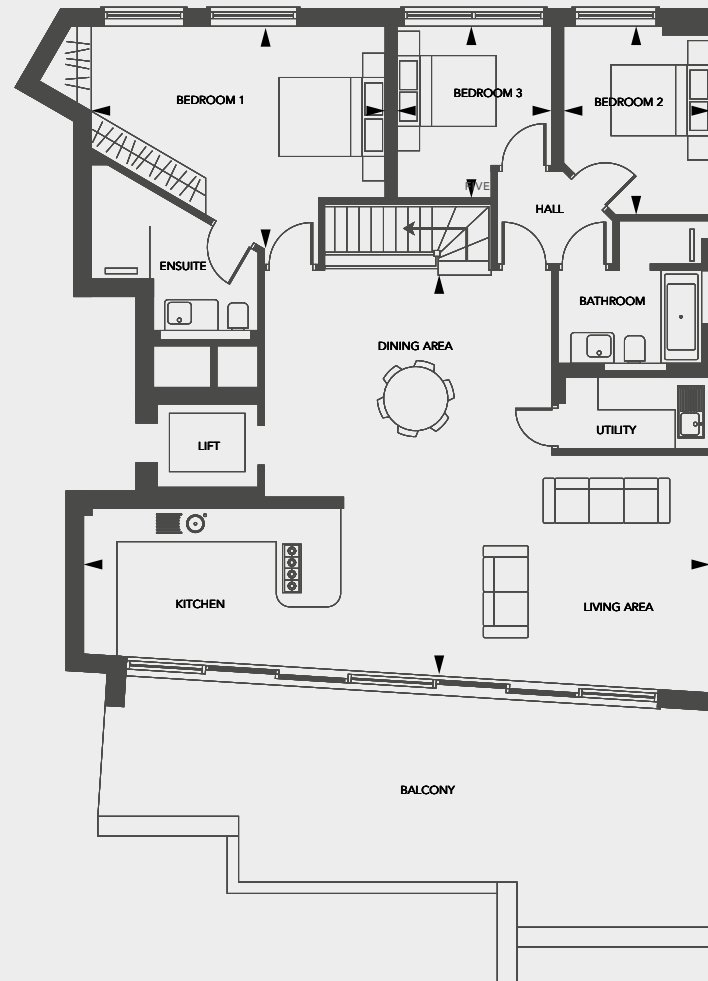 BEDROOM 1
BEDROOM 3
BEDROOM 2
HALL
ENSUITE
BATHROOM
DINING AREA
UTILITY
LIFT
KITCHEN
LIVING AREA
BALCONY